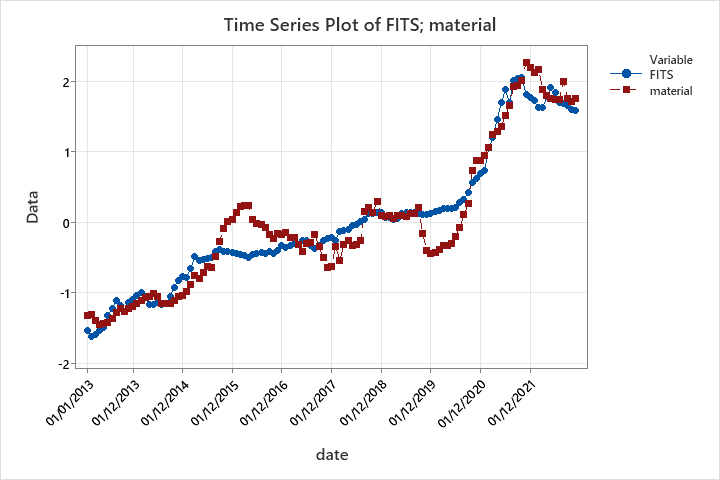 Time Series Plot of FITS; material
Variable
FITS
material
Data
2
1
0
-1
-2
01/01/2013
01/12/2013
01/12/2014
01/12/2015
01/12/2016
01/12/2017
01/12/2018
01/12/2019
01/12/2020
01/12/2021
date